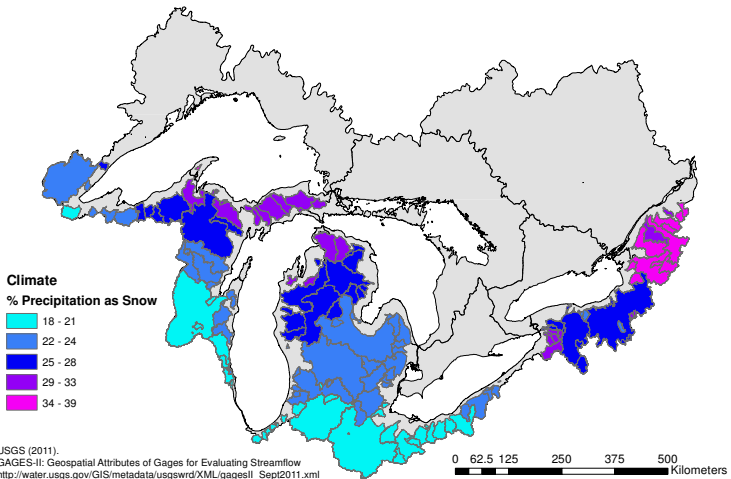 Climate
% Precipitation as Snow
18 - 21
22 - 24
25 - 28
29 - 33
34 - 39
USGS (2011).
GAGES-II: Geospatial Attributes of Gages for Evaluating Streamflow
http://water.usgs.gov/GIS/metadata/usgswrd/XML/gagesII_Sept2011.xml
0 62.5 125 250 375 500
Kilometers